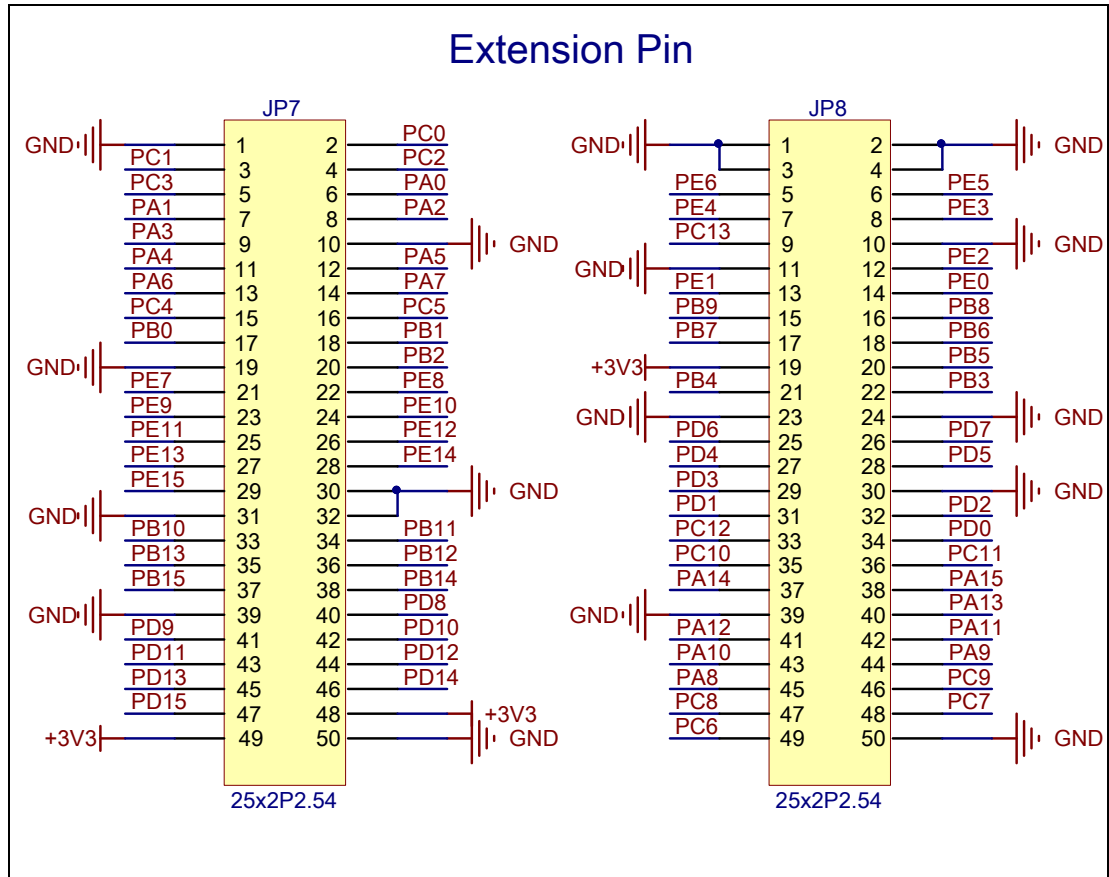 Extension Pin
JP7 JP8
GND 1 2 PC0 GND 1 2 GND
PC1 3 4 PC2 3 4
PC3 5 6 PA0 PE6 5 6 PE5
PA1 7 8 PA2 PE4 7 8 PE3
PA3 9 10 GND PC13 9 10 GND
PA4 11 12 PA5 GND 11 12 PE2
PA6 13 14 PA7 PE1 13 14 PE0
PC4 15 16 PC5 PB9 15 16 PB8
PB0 17 18 PB1 PB7 17 18 PB6
GND 19 20 PB2 +3V3 19 20 PB5
PE7 21 22 PE8 PB4 21 22 PB3
PE9 23 24 PE10 GND 23 24 GND
PE11 25 26 PE12 PD6 25 26 PD7
PE13 27 28 PE14 PD4 27 28 PD5
PE15 29 30 GND PD3 29 30 GND
GND 31 32 PD1 31 32 PD2
PB10 33 34 PB11 PC12 33 34 PD0
PB13 35 36 PB12 PC10 35 36 PC11
PB15 37 38 PB14 PA14 37 38 PA15
GND 39 40 PD8 GND 39 40 PA13
PD9 41 42 PD10 PA12 41 42 PA11
PD11 43 44 PD12 PA10 43 44 PA9
PD13 45 46 PD14 PA8 45 46 PC9
PD15 47 48 +3V3 PC8 47 48 PC7
+3V3 49 50 GND PC6 49 50 GND
25x2P2.54 25x2P2.54